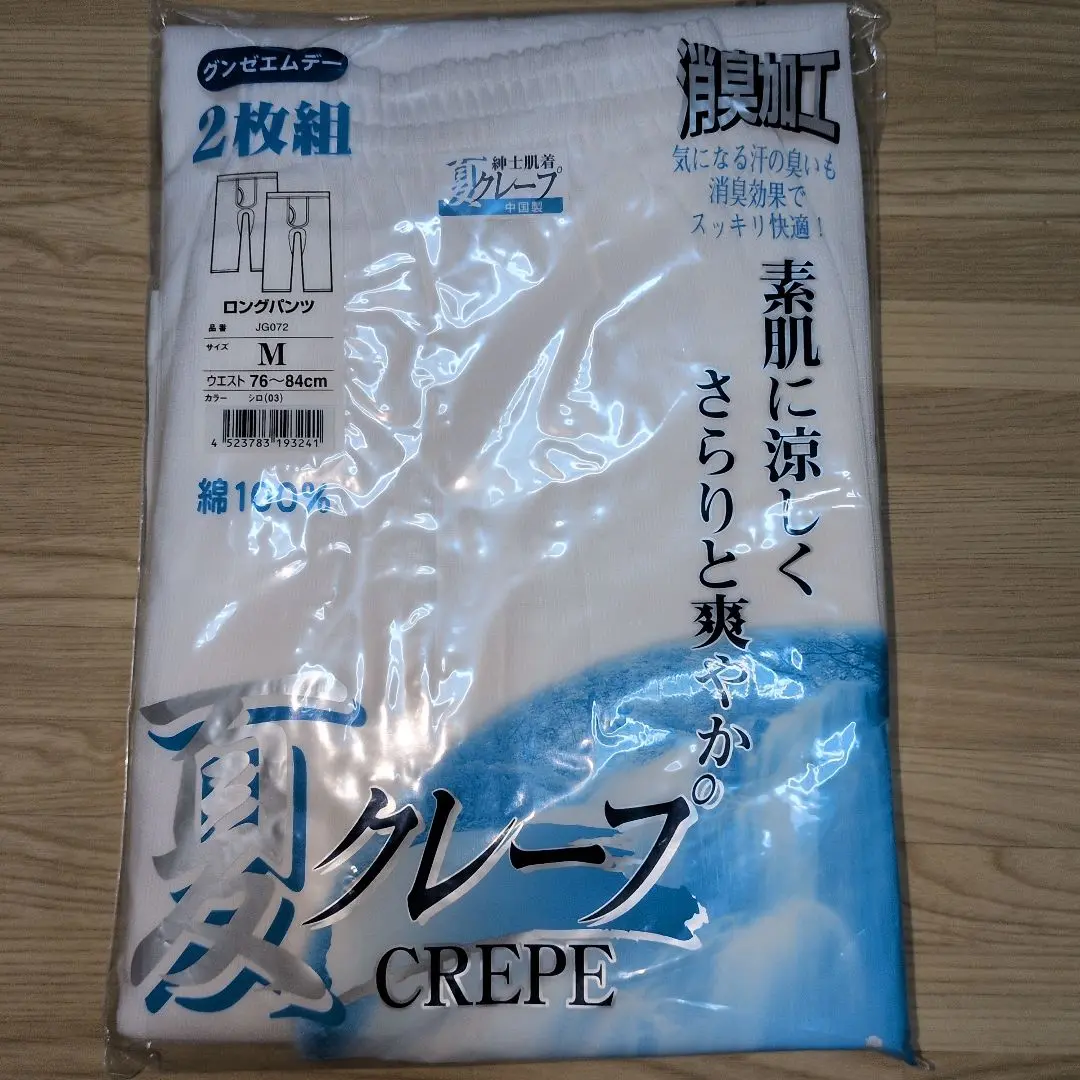 グンゼエムデー
2枚組
ロングパンツ
品番 JG072
サイズ M
ウエスト 76～84cm
カラー シロ(03)
4 523783 193241
綿100%
紳士肌着
夏クレープ
中国製
消臭加工
気になる汗の臭いも
消臭効果で
スッキリ快適!
素肌に涼しく
さらりと爽やか。
夏クレープ
CREPE